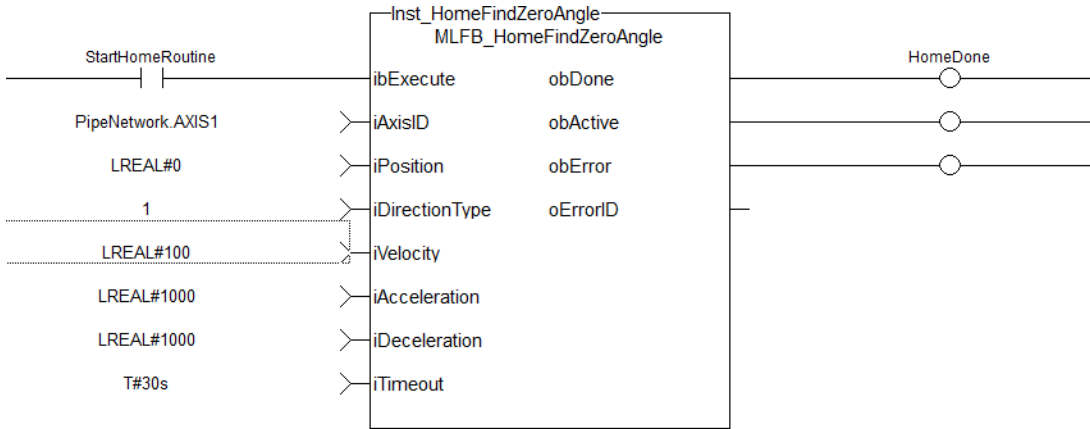 Inst_HomeFindZeroAngle
MLFB_HomeFindZeroAngle
StartHomeRoutine ibExecute obDone HomeDone
PipeNetwork.AXIS1 iAxisID obActive
LREAL#0 iPosition obError
1 iDirectionType oErrorID
LREAL#100 iVelocity
LREAL#1000 iAcceleration
LREAL#1000 iDeceleration
T#30s iTimeout